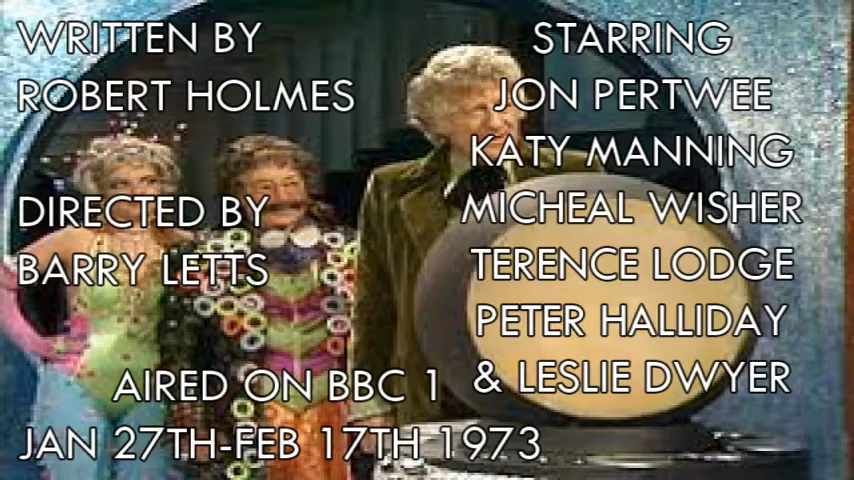 WRITTEN BY
ROBERT HOLMES
DIRECTED BY
BARRY LETTS
STARRING
JON PERTWEE
KATY MANNING
MICHEAL WISHER
TERENCE LODGE
PETER HALLIDAY
& LESLIE DWYER
AIRED ON BBC 1
JAN 27TH-FEB 17TH 1973